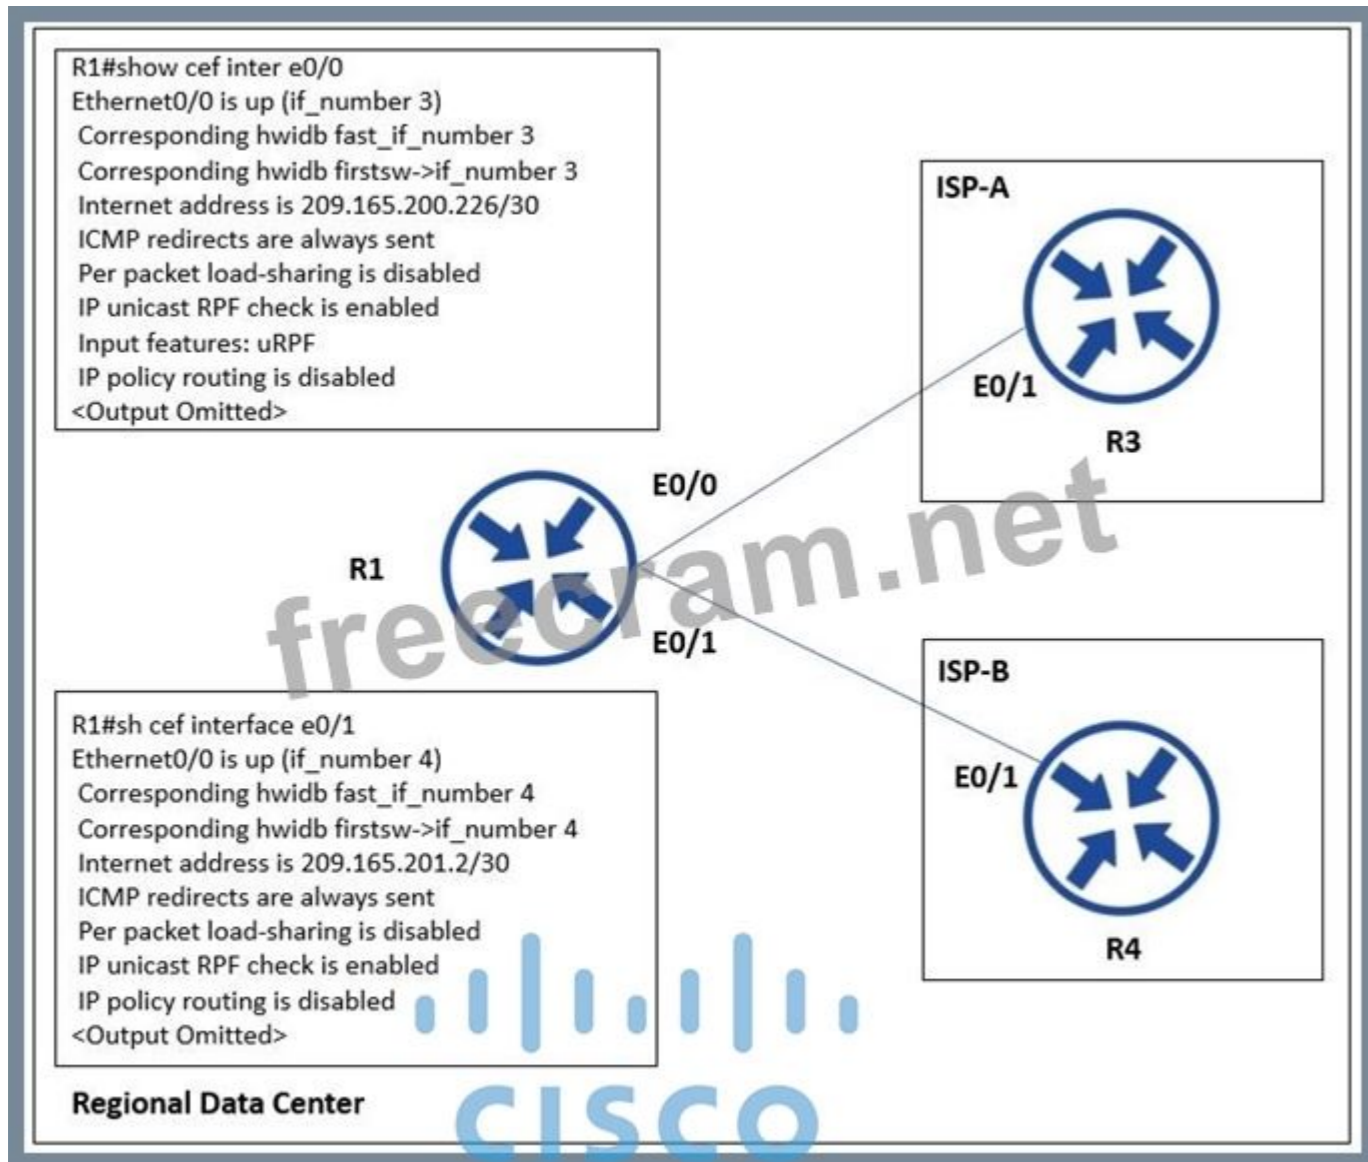 R1#show cef inter e0/0
Ethernet0/0 is up (if_number 3)
Corresponding hwidb fast_if_number 3
Corresponding hwidb firstsw->if_number 3
Internet address is 209.165.200.226/30
ICMP redirects are always sent
Per packet load-sharing is disabled
IP unicast RPF check is enabled
Input features: uRPF
IP policy routing is disabled
<Output Omitted>
ISP-A
E0/1
R3
E0/0
R1
E0/1
freecram.net
ISP-B
E0/1
R4
R1#sh cef interface e0/1
Ethernet0/0 is up (if_number 4)
Corresponding hwidb fast_if_number 4
Corresponding hwidb firstsw->if_number 4
Internet address is 209.165.201.2/30
ICMP redirects are always sent
Per packet load-sharing is disabled
IP unicast RPF check is enabled
IP policy routing is disabled
<Output Omitted>
Regional Data Center
CISCO